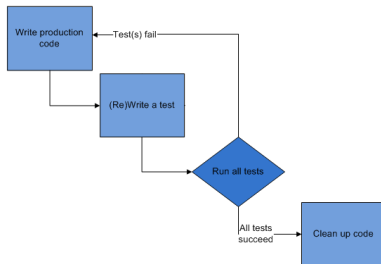 Write production
code
Test(s) fail
(Re)Write a test
Run all tests
All tests
succeed
Clean up code